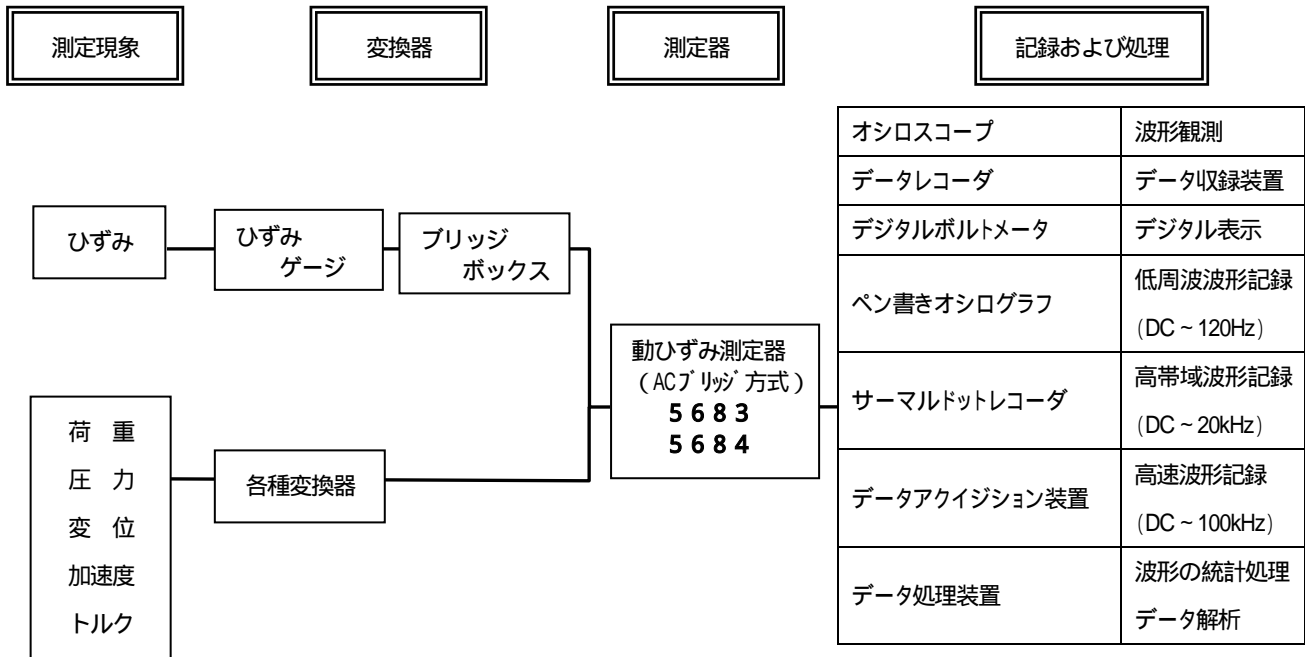 測定現象
変換器
測定器
記録および処理
ひずみ
ひずみ
ゲージ
ブリッジ
ボックス
荷 重
圧 力
変 位
加速度
トルク
各種変換器
動ひずみ測定器
(ACブリッジ方式)
5683
5684
オシロスコープ 波形観測
データレコーダ データ収録装置
デジタルボルトメータ デジタル表示
ペン書きオシログラフ 低周波波形記録
(DC~120Hz)
サーマルドットレコーダ 高帯域波形記録
(DC~20kHz)
データアクイジション装置 高速波形記録
(DC~100kHz)
データ処理装置 波形の統計処理
データ解析